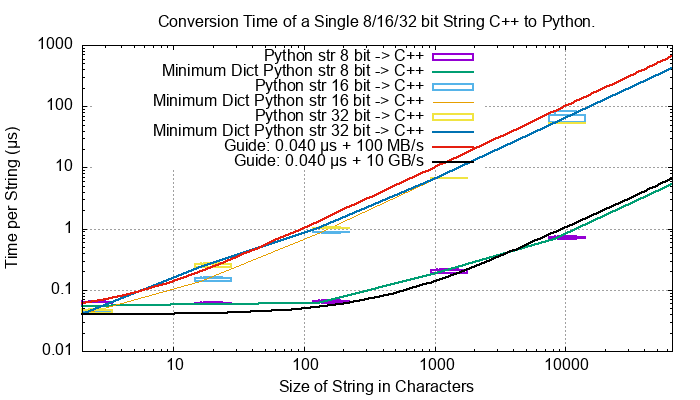 Conversion Time of a Single 8/16/32 bit String C++ to Python.
1000
100
10
1
0.1
0.01
Time per String (µs)
Python str 8 bit -> C++
Minimum Dict Python str 8 bit -> C++
Python str 16 bit -> C++
Minimum Dict Python str 16 bit -> C++
Python str 32 bit -> C++
Minimum Dict Python str 32 bit -> C++
Guide: 0.040 µs + 100 MB/s
Guide: 0.040 µs + 10 GB/s
10
100
1000
10000
Size of String in Characters